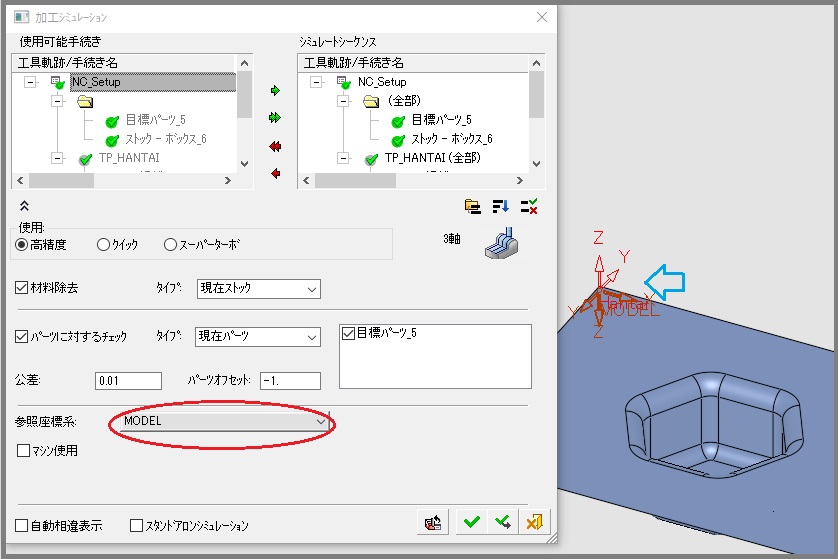 加工シミュレーション
使用可能手続き
シミュレートシーケンス
工具軌跡/手続き名
工具軌跡/手続き名
NC_Setup
目標パーツ_5
ストック－ボックス_6
TP_HANTAI
NC_Setup
(全部)
目標パーツ_5
ストック－ボックス_6
TP_HANTAI (全部)
使用:
高精度
クイック
スーパーターボ
3軸
材料除去
タイプ:
現在ストック
パーツに対するチェック
タイプ:
現在パーツ
目標パーツ_5
公差:
0.01
パーツオフセット:
-1.
参照座標系:
MODEL
マシン使用
自動相違表示
スタンドアロンシミュレーション
Z
Y
X
Hantai
Y
MODEL
Z